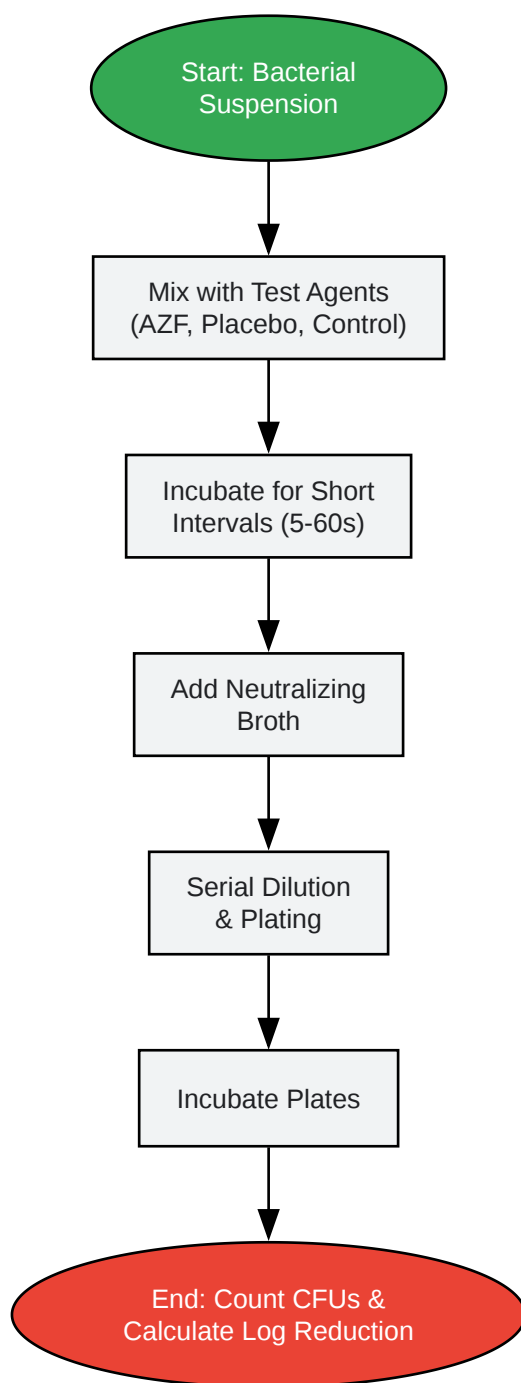 Start: Bacterial
Suspension
Mix with Test Agents
(AZF, Placebo, Control)
Incubate for Short
Intervals (5-60s)
Add Neutralizing
Broth
Serial Dilution
& Plating
Incubate Plates
End: Count CFUs &
Calculate Log Reduction